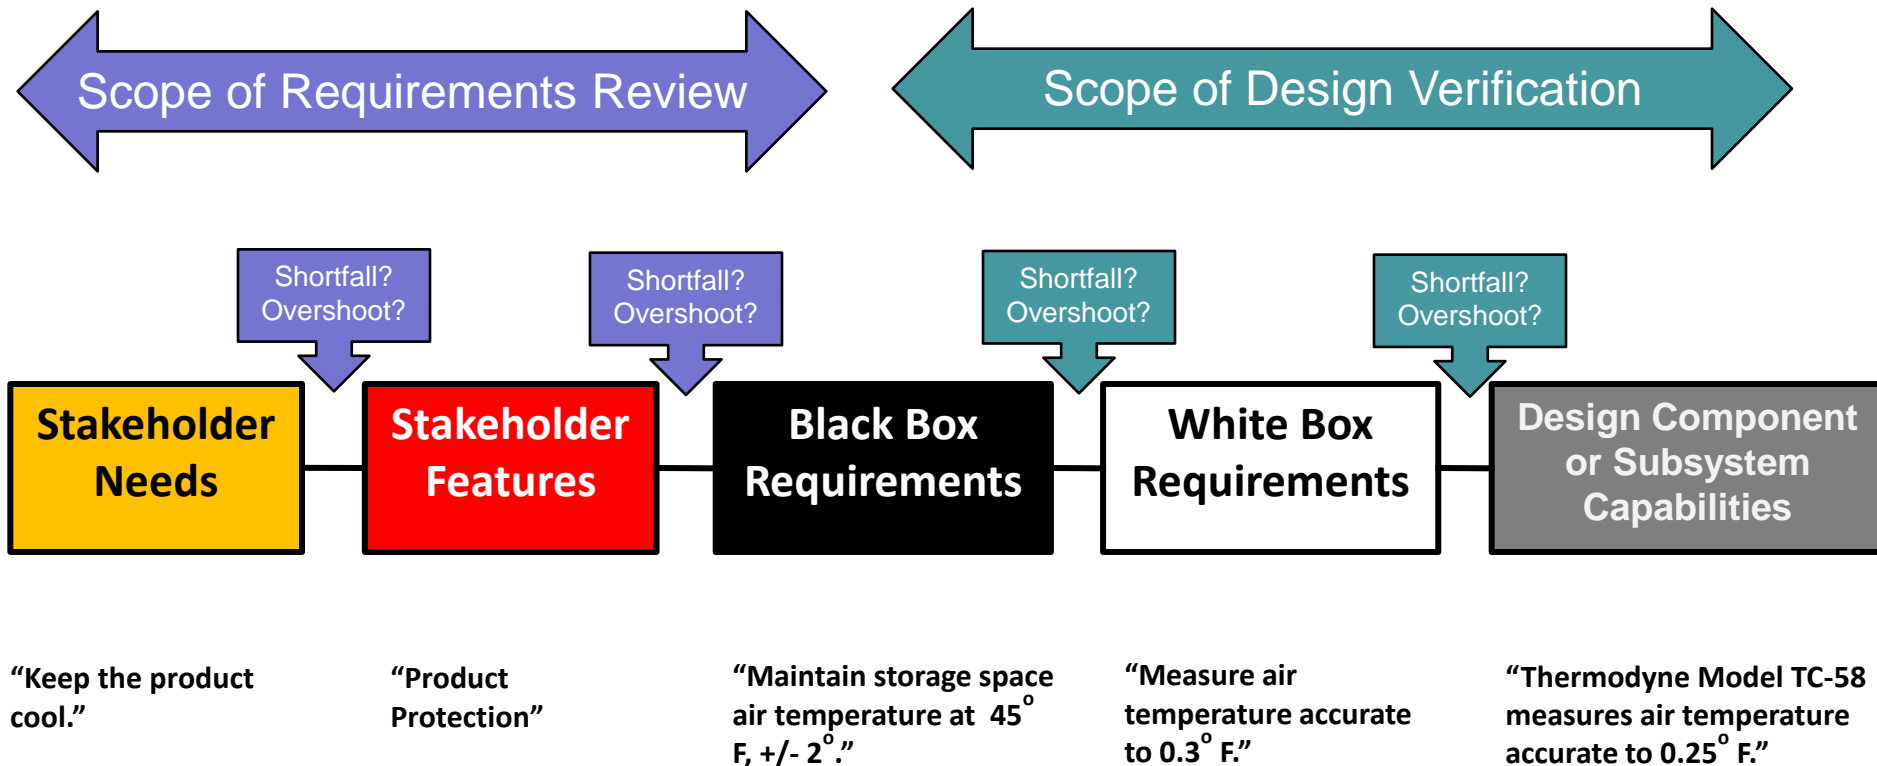 Scope of Requirements Review
Scope of Design Verification
Shortfall?
Overshoot?
Shortfall?
Overshoot?
Shortfall?
Overshoot?
Shortfall?
Overshoot?
Stakeholder
Needs
Stakeholder
Features
Black Box
Requirements
White Box
Requirements
Design Component
or Subsystem
Capabilities
“Keep the product
cool.”
“Product
Protection”
“Maintain storage space
air temperature at 45°
F, +/- 2°.”
“Measure air
temperature accurate
to 0.3° F.”
“Thermodyne Model TC-58
measures air temperature
accurate to 0.25° F.”